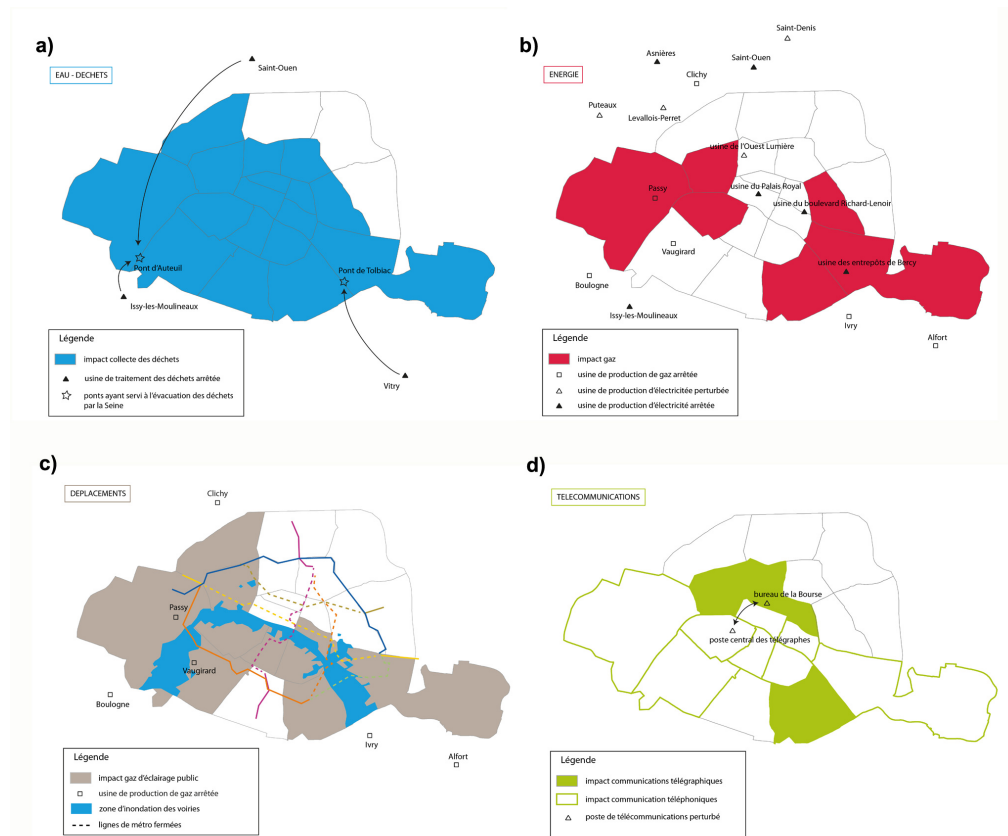 a)
EAU - DECHETS
Saint-Ouen
Pont d'Auteuil
Pont de Tolbiac
Issy-les-Moulineaux
Vitry
Légende
impact collecte des déchets
usine de traitement des déchets arrêtée
ponts ayant servi à l'évacuation des déchets
par la Seine
b)
ENERGIE
Saint-Denis
Asnières
Saint-Ouen
Clichy
Puteaux
Levallois-Perret
usine de l'Ouest Lumière
Passy
usine du Palais Royal
usine du boulevard Richard-Lenoir
Vaugirard
usine des entrepôts de Bercy
Boulogne
Issy-les-Moulineaux
Ivry
Alfort
Légende
impact gaz
usine de production de gaz arrêtée
usine de production d'électricitée perturbée
usine de production d'électricité arrêtée
c)
DEPLACEMENTS
Clichy
Passy
Vaugirard
Boulogne
Ivry
Alfort
Légende
impact gaz d'éclairage public
usine de production de gaz arrêtée
zone d'inondation des voiries
lignes de métro fermées
d)
TELECOMMUNICATIONS
bureau de la Bourse
poste central des télégraphes
Légende
impact communications télégraphiques
impact communication téléphoniques
poste de télécommunications perturbé